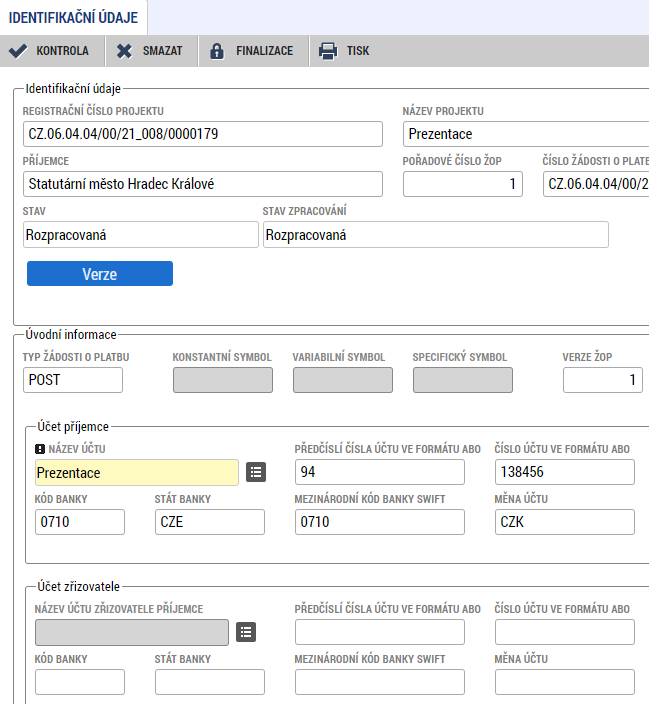 IDENTIFIKAČNÍ ÚDAJE
KONTROLA SMAZAT FINALIZACE TISK
Identifikační údaje
REGISTRAČNÍ ČÍSLO PROJEKTU NÁZEV PROJEKTU
CZ.06.04.04/00/21_008/0000179 Prezentace
PŘÍJEMCE POŘADOVÉ ČÍSLO ŽOP ČÍSLO ŽÁDOSTI O PLATE
Statutární město Hradec Králové 1 CZ.06.04.04/00/2
STAV STAV ZPRACOVÁNÍ
Rozpracovaná Rozpracovaná
Verze
Úvodní informace
TYP ŽÁDOSTI O PLATBU KONSTANTNÍ SYMBOL VARIABILNÍ SYMBOL SPECIFICKÝ SYMBOL VERZE ŽOP
POST 1
Účet příjemce
NÁZEV ÚČTU PŘEDČÍSLÍ ČÍSLA ÚČTU VE FORMÁTU ABO ČÍSLO ÚČTU VE FORMÁTU ABO
Prezentace 94 138456
KÓD BANKY STÁT BANKY MEZINÁRODNÍ KÓD BANKY SWIFT MĚNA ÚČTU
0710 CZE 0710 CZK
Účet zřizovatele
NÁZEV ÚČTU ZŘIZOVATELE PŘÍJEMCE PŘEDČÍSLÍ ČÍSLA ÚČTU VE FORMÁTU ABO ČÍSLO ÚČTU VE FORMÁTU ABO
KÓD BANKY STÁT BANKY MEZINÁRODNÍ KÓD BANKY SWIFT MĚNA ÚČTU